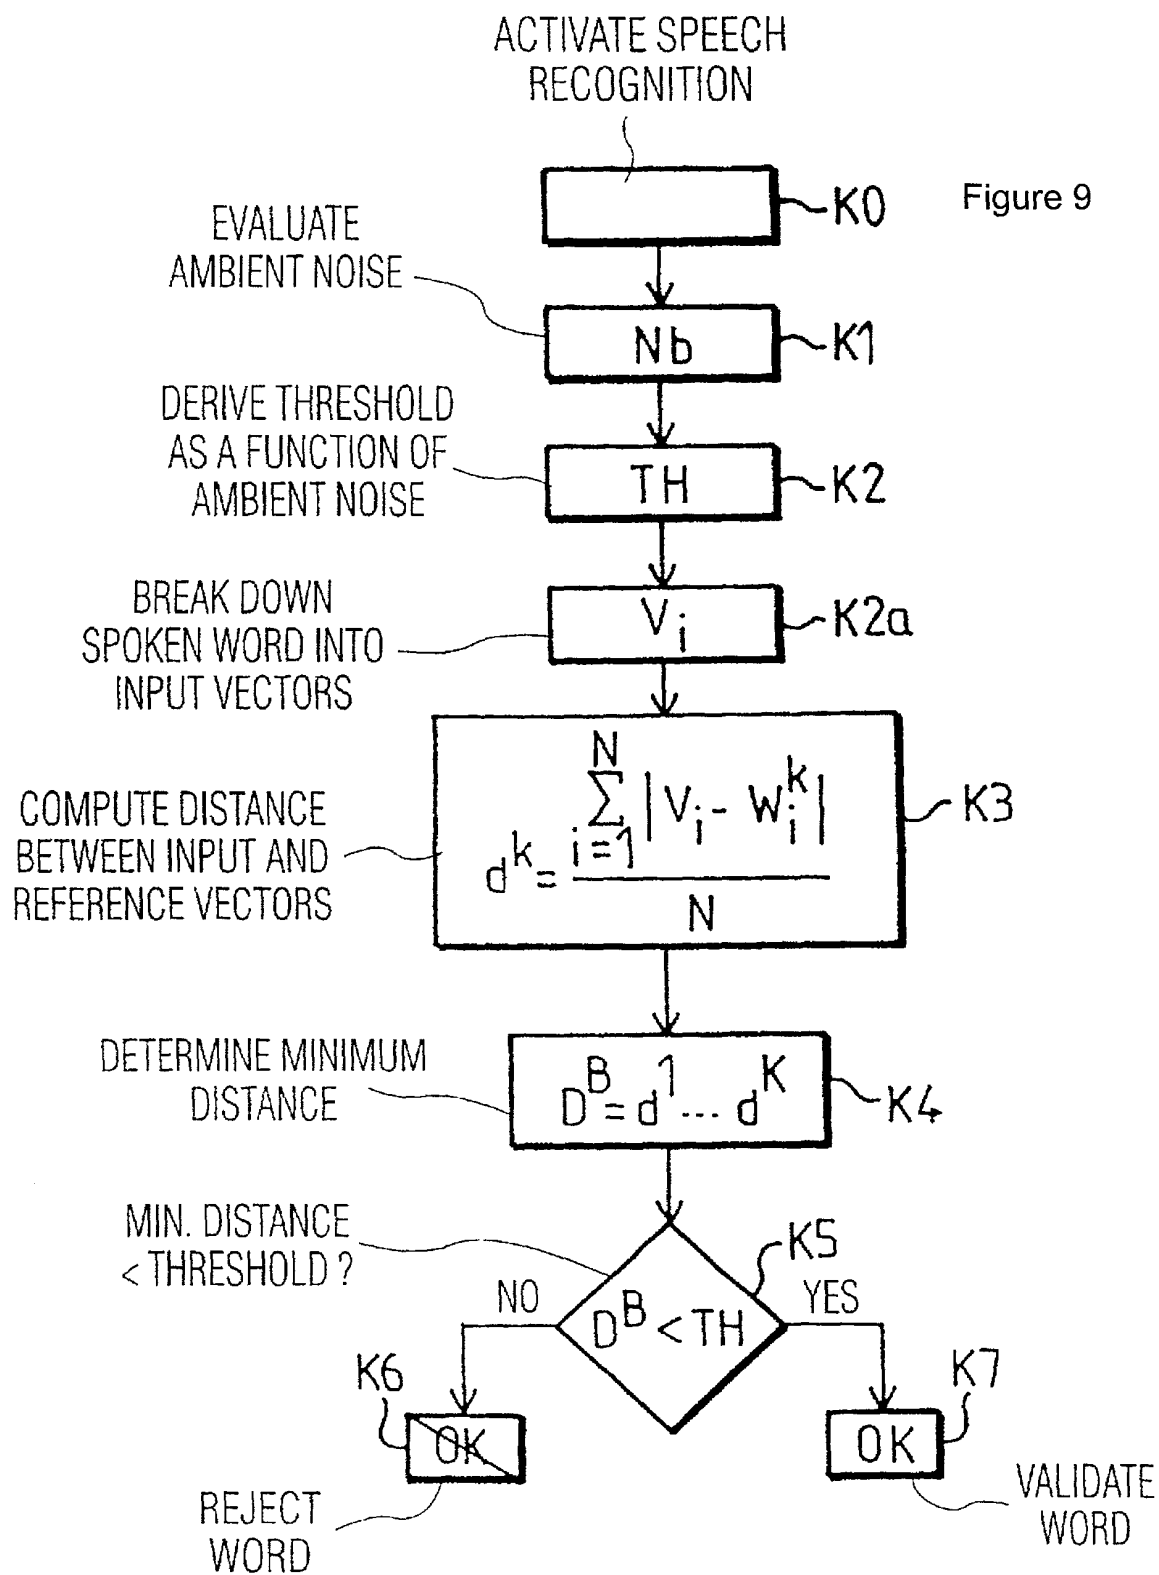 ACTIVATE SPEECH
RECOGNITION
K0
Figure 9
EVALUATE
AMBIENT NOISE
Nb
K1
DERIVE THRESHOLD
AS A FUNCTION OF
AMBIENT NOISE
TH
K2
BREAK DOWN
SPOKEN WORD INTO
INPUT VECTORS
V_i
K2a
COMPUTE DISTANCE
BETWEEN INPUT AND
REFERENCE VECTORS
d^k = \frac{\sum_{i=1}^{N} |V_i - W_i^k|}{N}
K3
DETERMINE MINIMUM
DISTANCE
D^B = d^1 ... d^K
K4
MIN. DISTANCE
< THRESHOLD ?
K5
NO
YES
D^B < TH
K6
K7
OK
OK
REJECT
WORD
VALIDATE
WORD